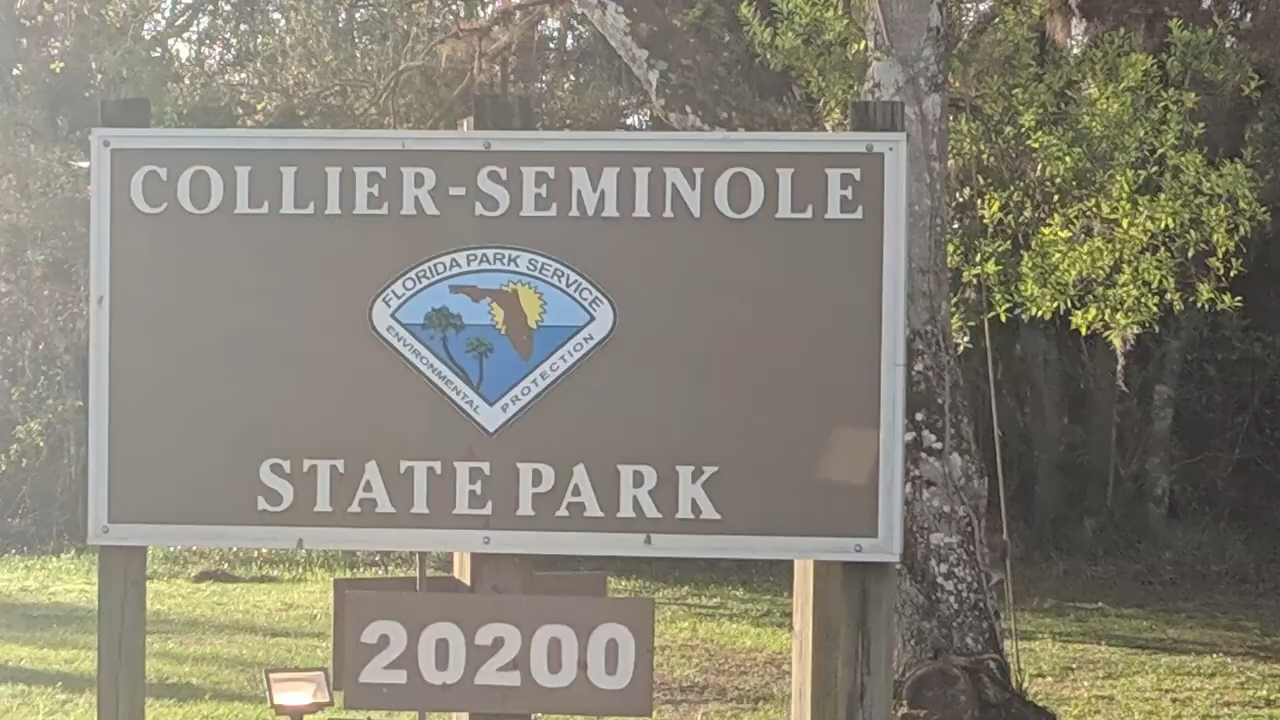 COLLIER-SEMINOLE
FLORIDA PARK SERVICE
ENVIRONMENTAL PROTECTION
STATE PARK
20200